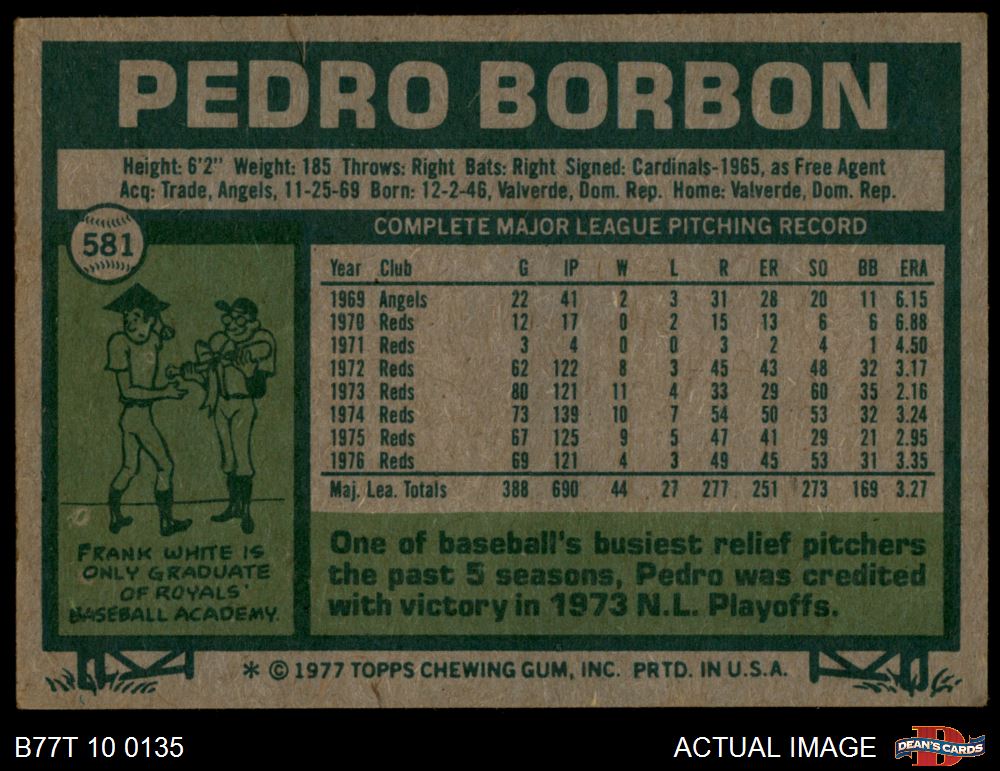 PEDRO BORBON
Height: 6'2" Weight: 185 Throws: Right Bats: Right Signed: Cardinals-1965, as Free Agent
Acq: Trade, Angels, 11-25-69 Born: 12-2-46, Valverde, Dom. Rep. Home: Valverde, Dom. Rep.
581
COMPLETE MAJOR LEAGUE PITCHING RECORD
Year Club G IP W L R ER SO BB ERA
1969 Angels 22 41 2 3 31 28 20 11 6.15
1970 Reds 12 17 0 2 15 13 6 6 6.88
1971 Reds 3 4 0 0 3 2 4 1 4.50
1972 Reds 62 122 8 3 45 43 48 32 3.17
1973 Reds 80 121 11 4 33 29 60 35 2.16
1974 Reds 73 139 10 7 54 50 53 32 3.24
1975 Reds 67 125 9 5 47 41 29 21 2.95
1976 Reds 69 121 4 3 49 45 53 31 3.35
Maj. Lea. Totals 388 690 44 27 277 251 273 169 3.27
FRANK WHITE IS
ONLY GRADUATE
OF ROYALS'
BASEBALL ACADEMY.
One of baseball's busiest relief pitchers
the past 5 seasons, Pedro was credited
with victory in 1973 N.L. Playoffs.
* © 1977 TOPPS CHEWING GUM, INC. PRTD. IN U.S.A.
B77T 10 0135
ACTUAL IMAGE
D
DEAN'S CARDS